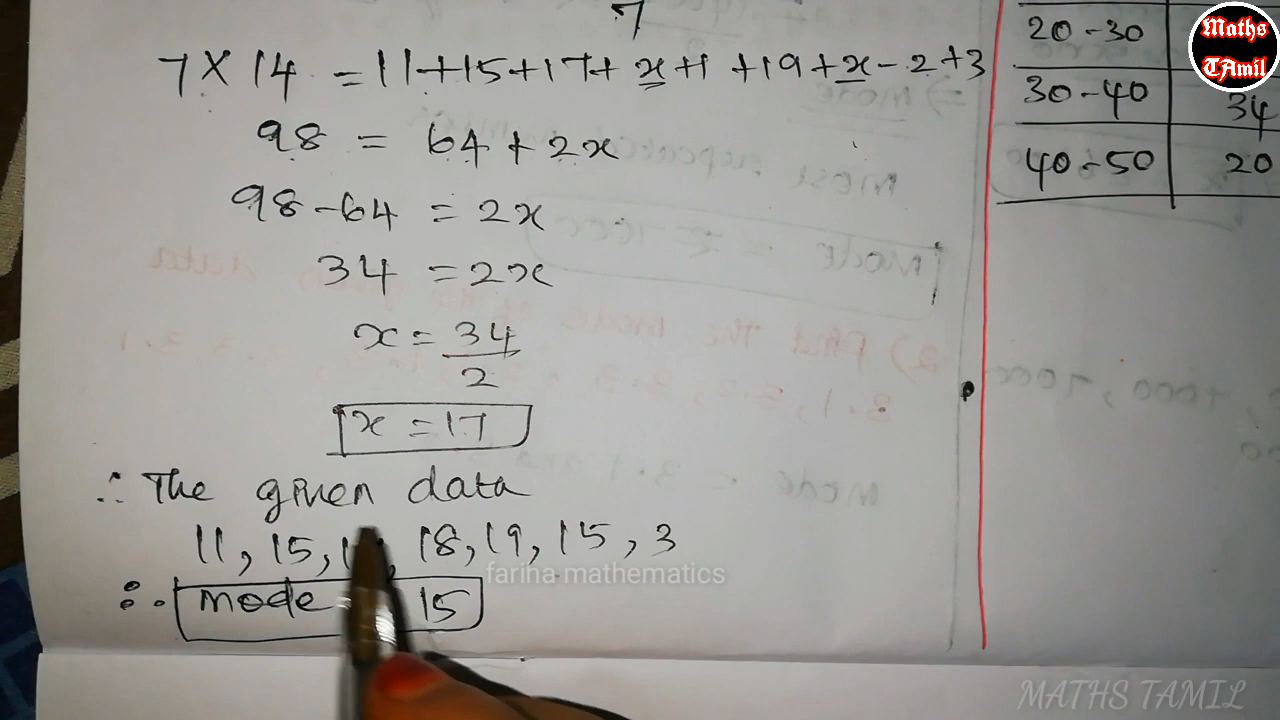 7
7 × 14 = 11+15+17+ x+1 +19+x-2+3
98 = 64 + 2x
98-64 = 2x
34 = 2x
x = 34
2
x = 17
∴ The given data
11, 15, 18, 19, 15, 3
∴ mode 15
farina mathematics
20-30
30-40 34
40-50 20
Maths
TAmil
MATHS TAMIL